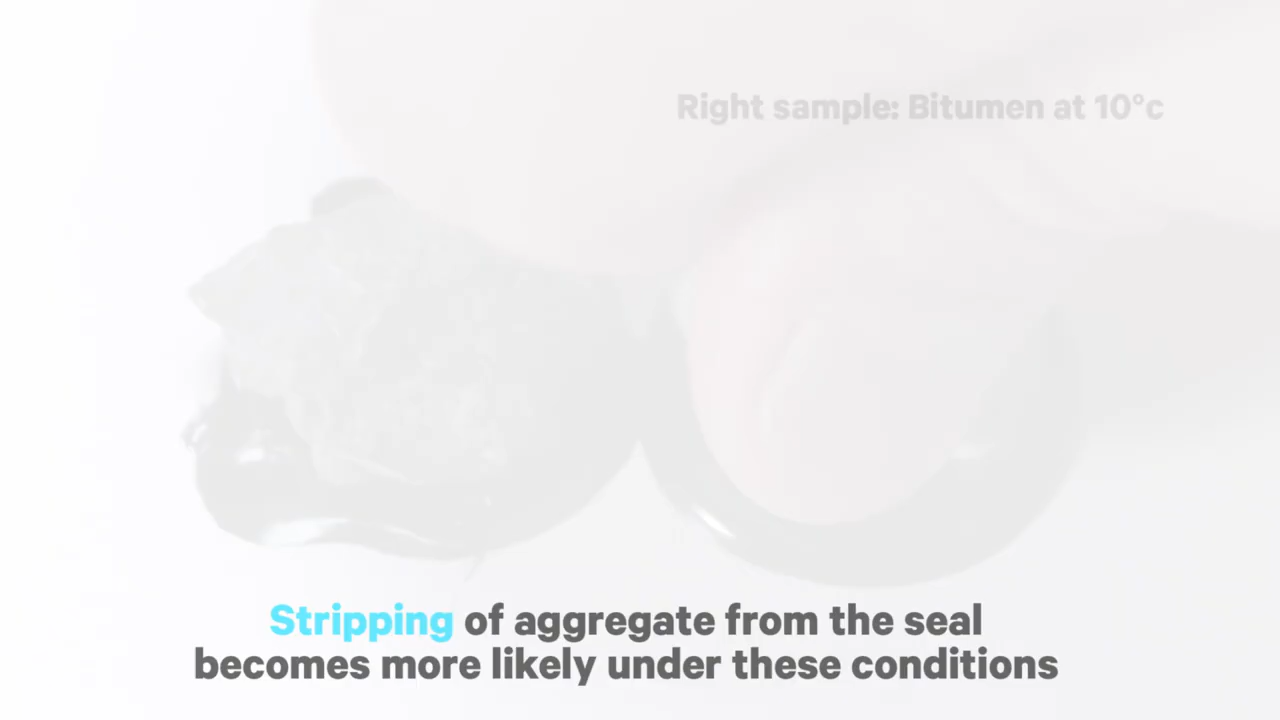 Right sample: Bitumen at 10°c
Stripping of aggregate from the seal
becomes more likely under these conditions